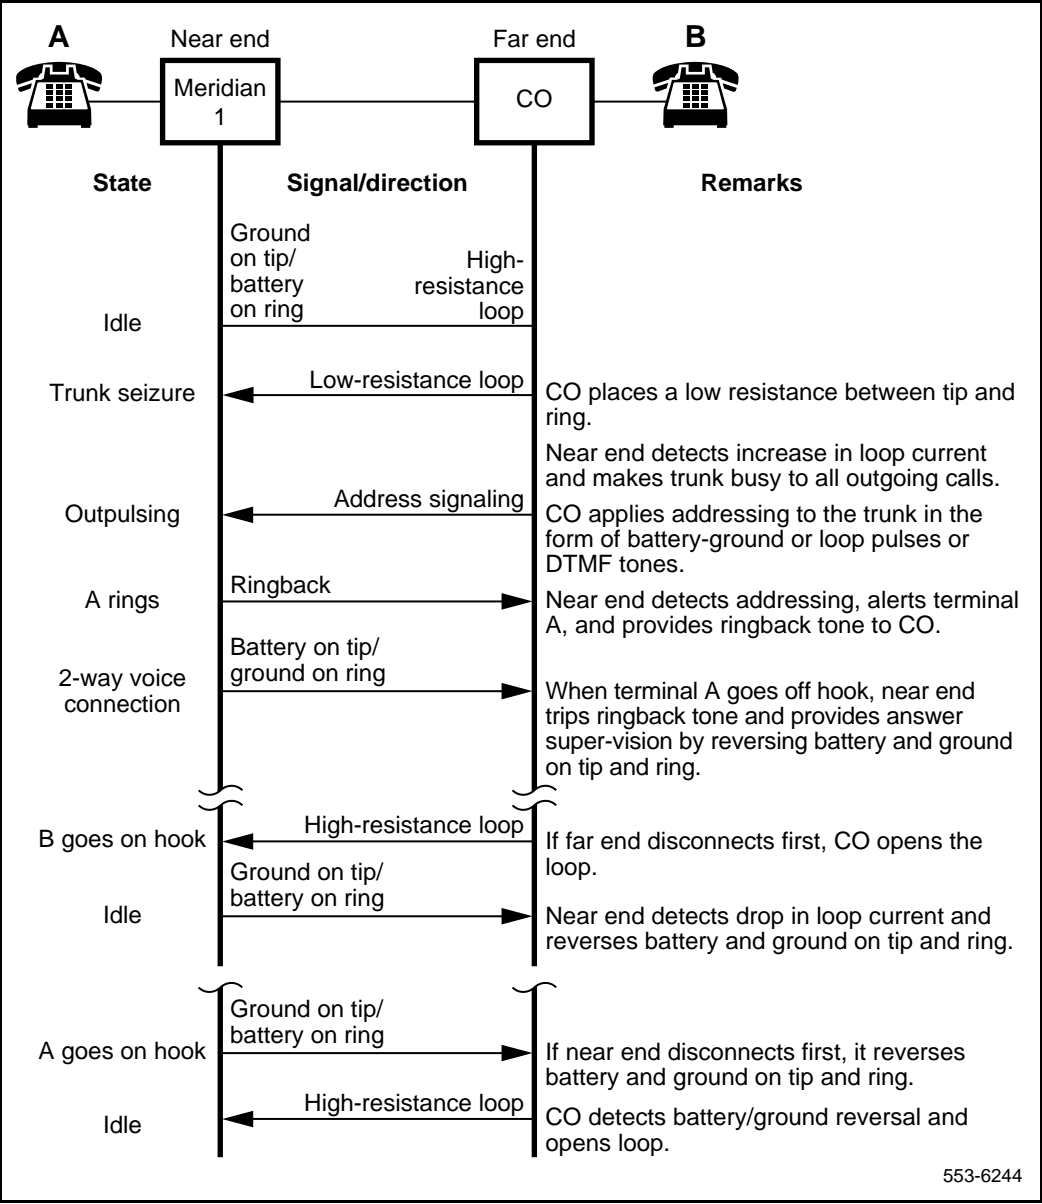 A
Near end
Far end
B
Meridian
1
CO
State
Signal/direction
Remarks
Ground
on tip/
battery
on ring
High-
resistance
loop
Idle
Trunk seizure
Low-resistance loop
CO places a low resistance between tip and
ring.
Near end detects increase in loop current
and makes trunk busy to all outgoing calls.
Outpulsing
Address signaling
CO applies addressing to the trunk in the
form of battery-ground or loop pulses or
DTMF tones.
A rings
Ringback
Near end detects addressing, alerts terminal
A, and provides ringback tone to CO.
2-way voice
connection
Battery on tip/
ground on ring
When terminal A goes off hook, near end
trips ringback tone and provides answer
super-vision by reversing battery and ground
on tip and ring.
B goes on hook
High-resistance loop
If far end disconnects first, CO opens the
loop.
Idle
Ground on tip/
battery on ring
Near end detects drop in loop current and
reverses battery and ground on tip and ring.
A goes on hook
Ground on tip/
battery on ring
If near end disconnects first, it reverses
battery and ground on tip and ring.
Idle
High-resistance loop
CO detects battery/ground reversal and
opens loop.
553-6244